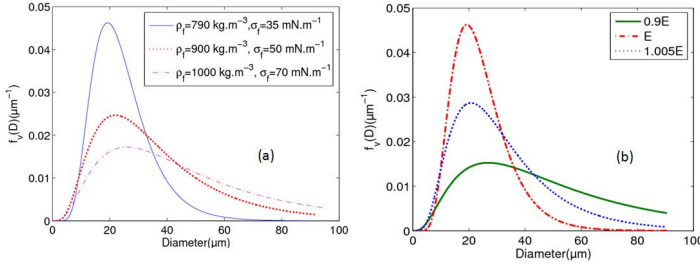 0.05
0.04
0.03
0.02
0.01
0
0
20
40
60
80
100
f_v(D)(µm⁻¹)
Diameter(µm)
ρ_f=790 kg.m⁻³,σ_f=35 mN.m⁻¹
ρ_f=900 kg.m⁻³, σ_f=50 mN.m⁻¹
ρ_f=1000 kg.m⁻³, σ_f=70 mN.m⁻¹
(a)
0.05
0.04
0.03
0.02
0.01
0
0
20
40
60
80
100
f_v(D)(µm⁻¹)
Diameter(µm)
0.9E
E
1.005E
(b)